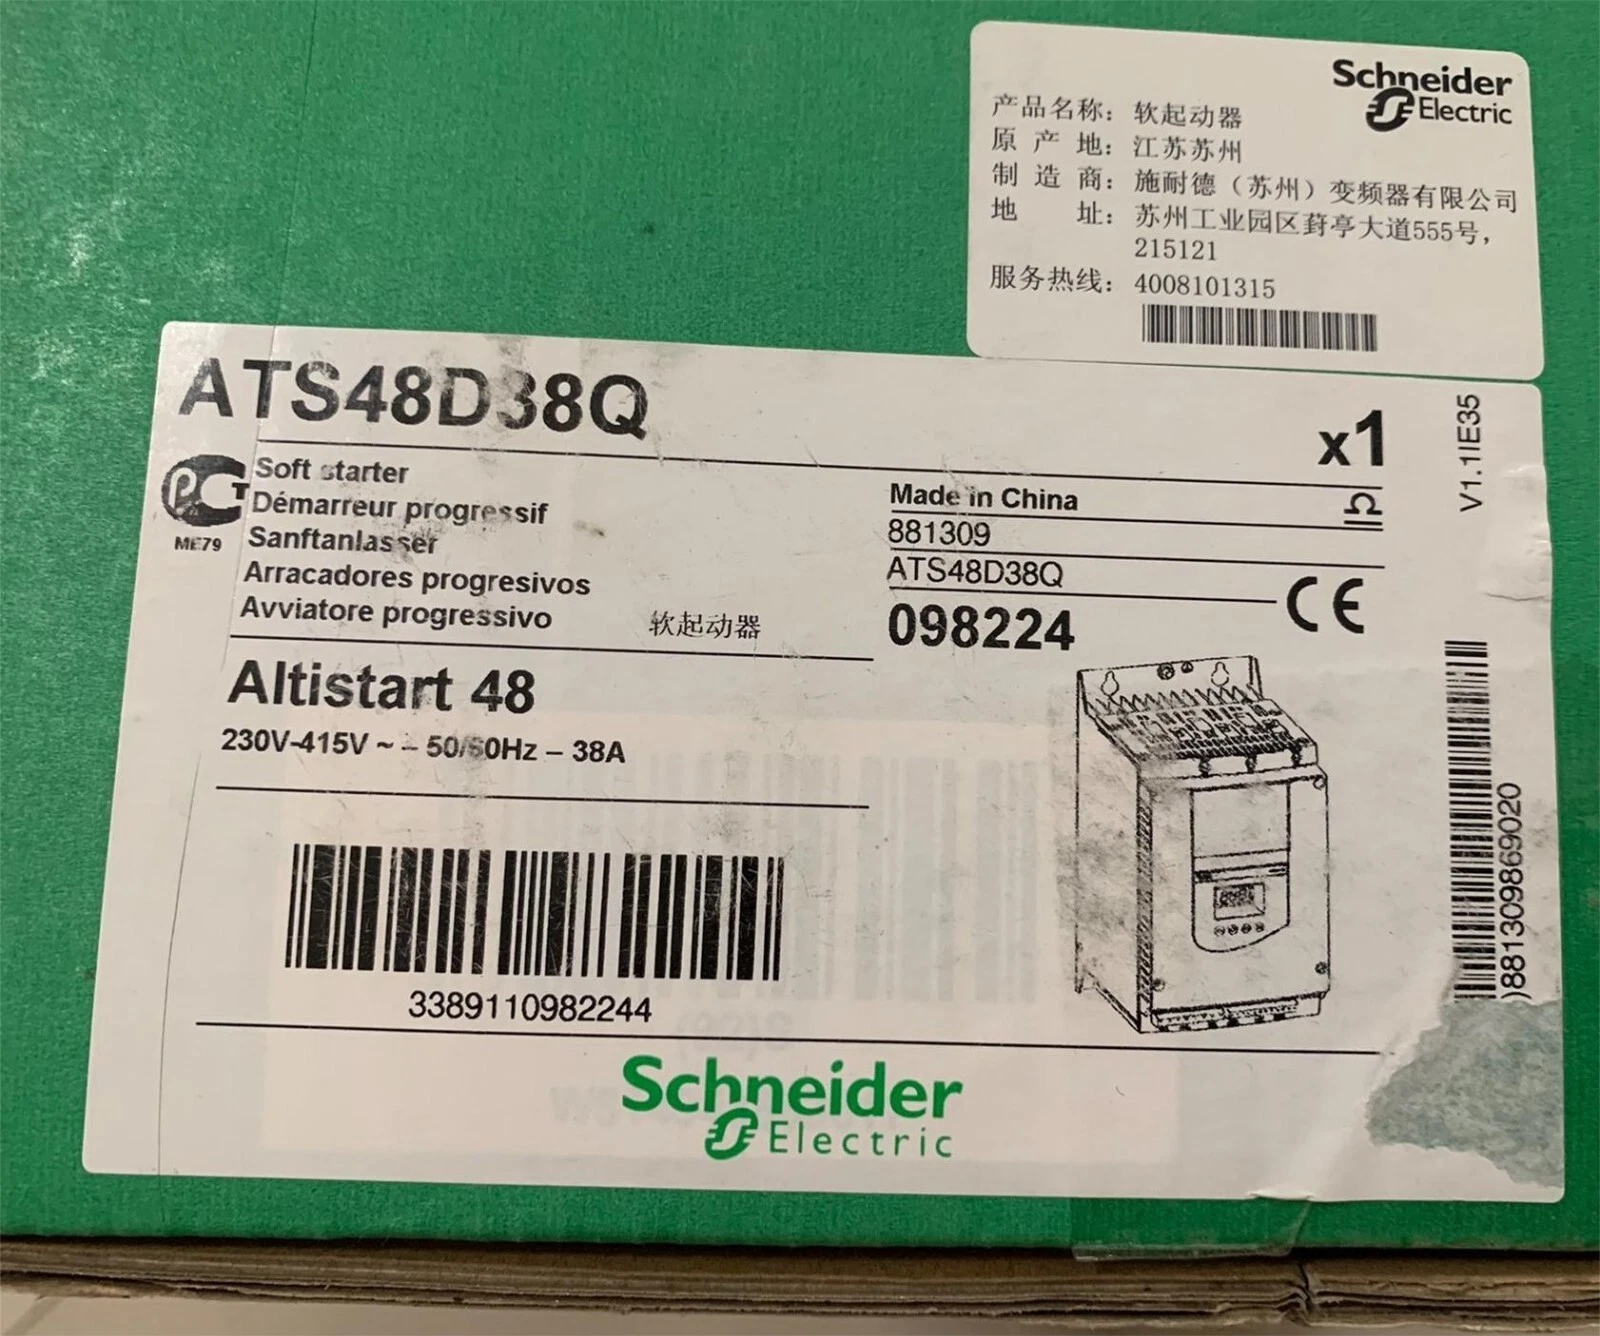 Schneider
Electric
产品名称：软起动器
原产地：江苏苏州
制造商：施耐德（苏州）变频器有限公司
地址：苏州工业园区葑亭大道555号，
215121
服务热线：4008101315
ATS48D38Q
x1
V1.1IE35
Soft starter
Démarreur progressif
Sanftanlasser
Arracadores progresivos
Avviatore progressivo
软起动器
ME79
Made in China
881309
ATS48D38Q
098224
CE
Altistart 48
230V-415V ~ – 50/60Hz – 38A
3389110982244
)881309869020
Schneider
Electric